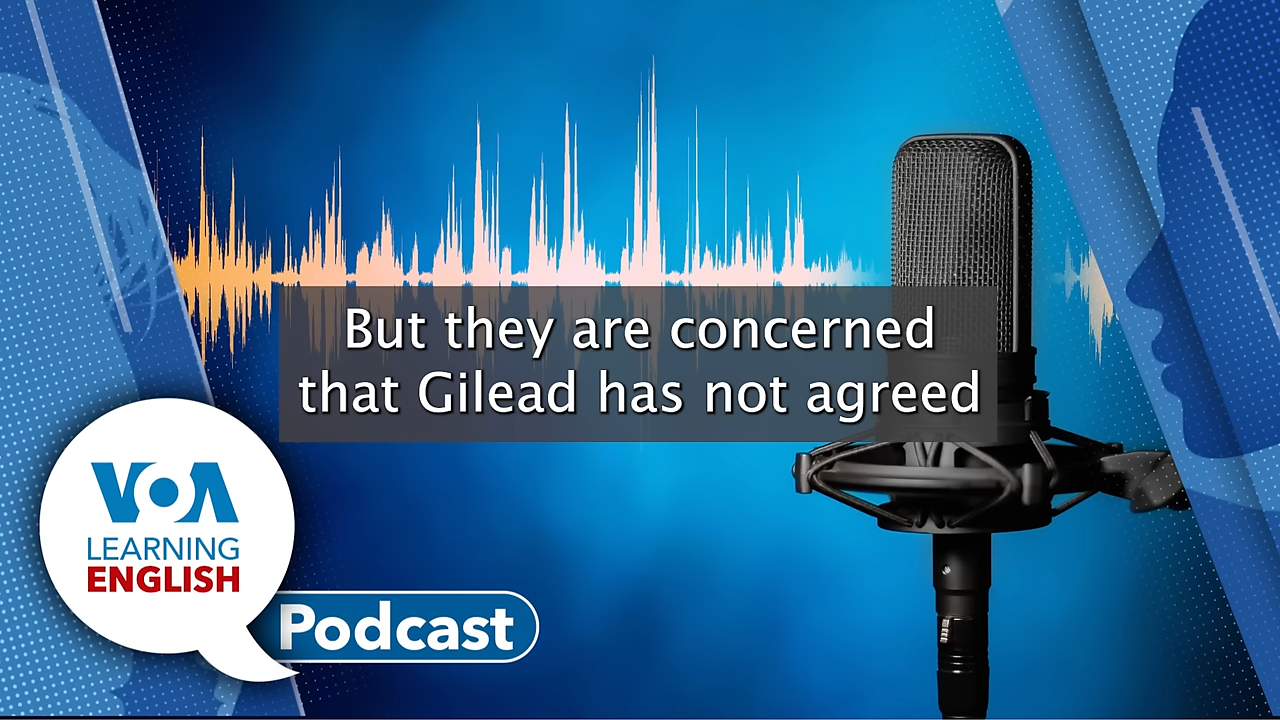 But they are concerned
that Gilead has not agreed
VOA
LEARNING
ENGLISH
Podcast